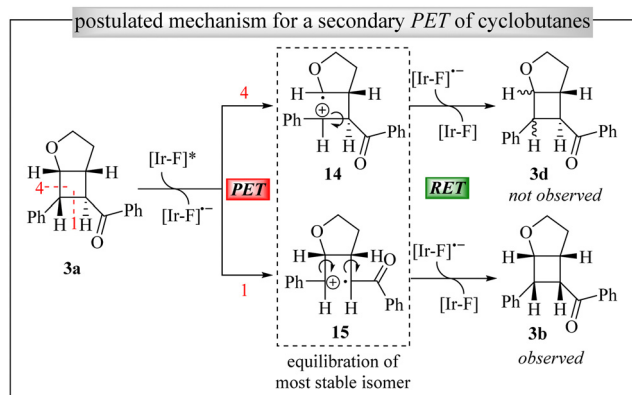 postulated mechanism for a secondary PET of cyclobutanes
O
H
H
4
Ph
H
H
1
O
Ph
3a
[Ir-F]*
[Ir-F]•−
4
PET
1
O
H
•
H
Ph
⊕
H
H
O
Ph
14
O
H
H
Ph
⊕
•
H
H
O
Ph
15
equilibration of
most stable isomer
[Ir-F]•−
[Ir-F]
RET
[Ir-F]•−
[Ir-F]
O
H
H
Ph
H
O
Ph
3d
not observed
O
H
H
Ph
H
H
O
Ph
3b
observed